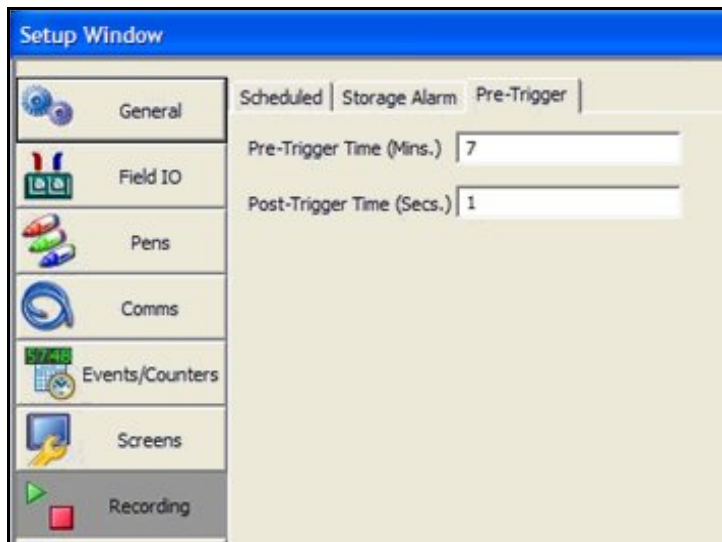 Setup Window
General
Field IO
Pens
Comms
57:48
Events/Counters
Screens
Recording
Scheduled Storage Alarm Pre-Trigger
Pre-Trigger Time (Mins.) 7
Post-Trigger Time (Secs.) 1